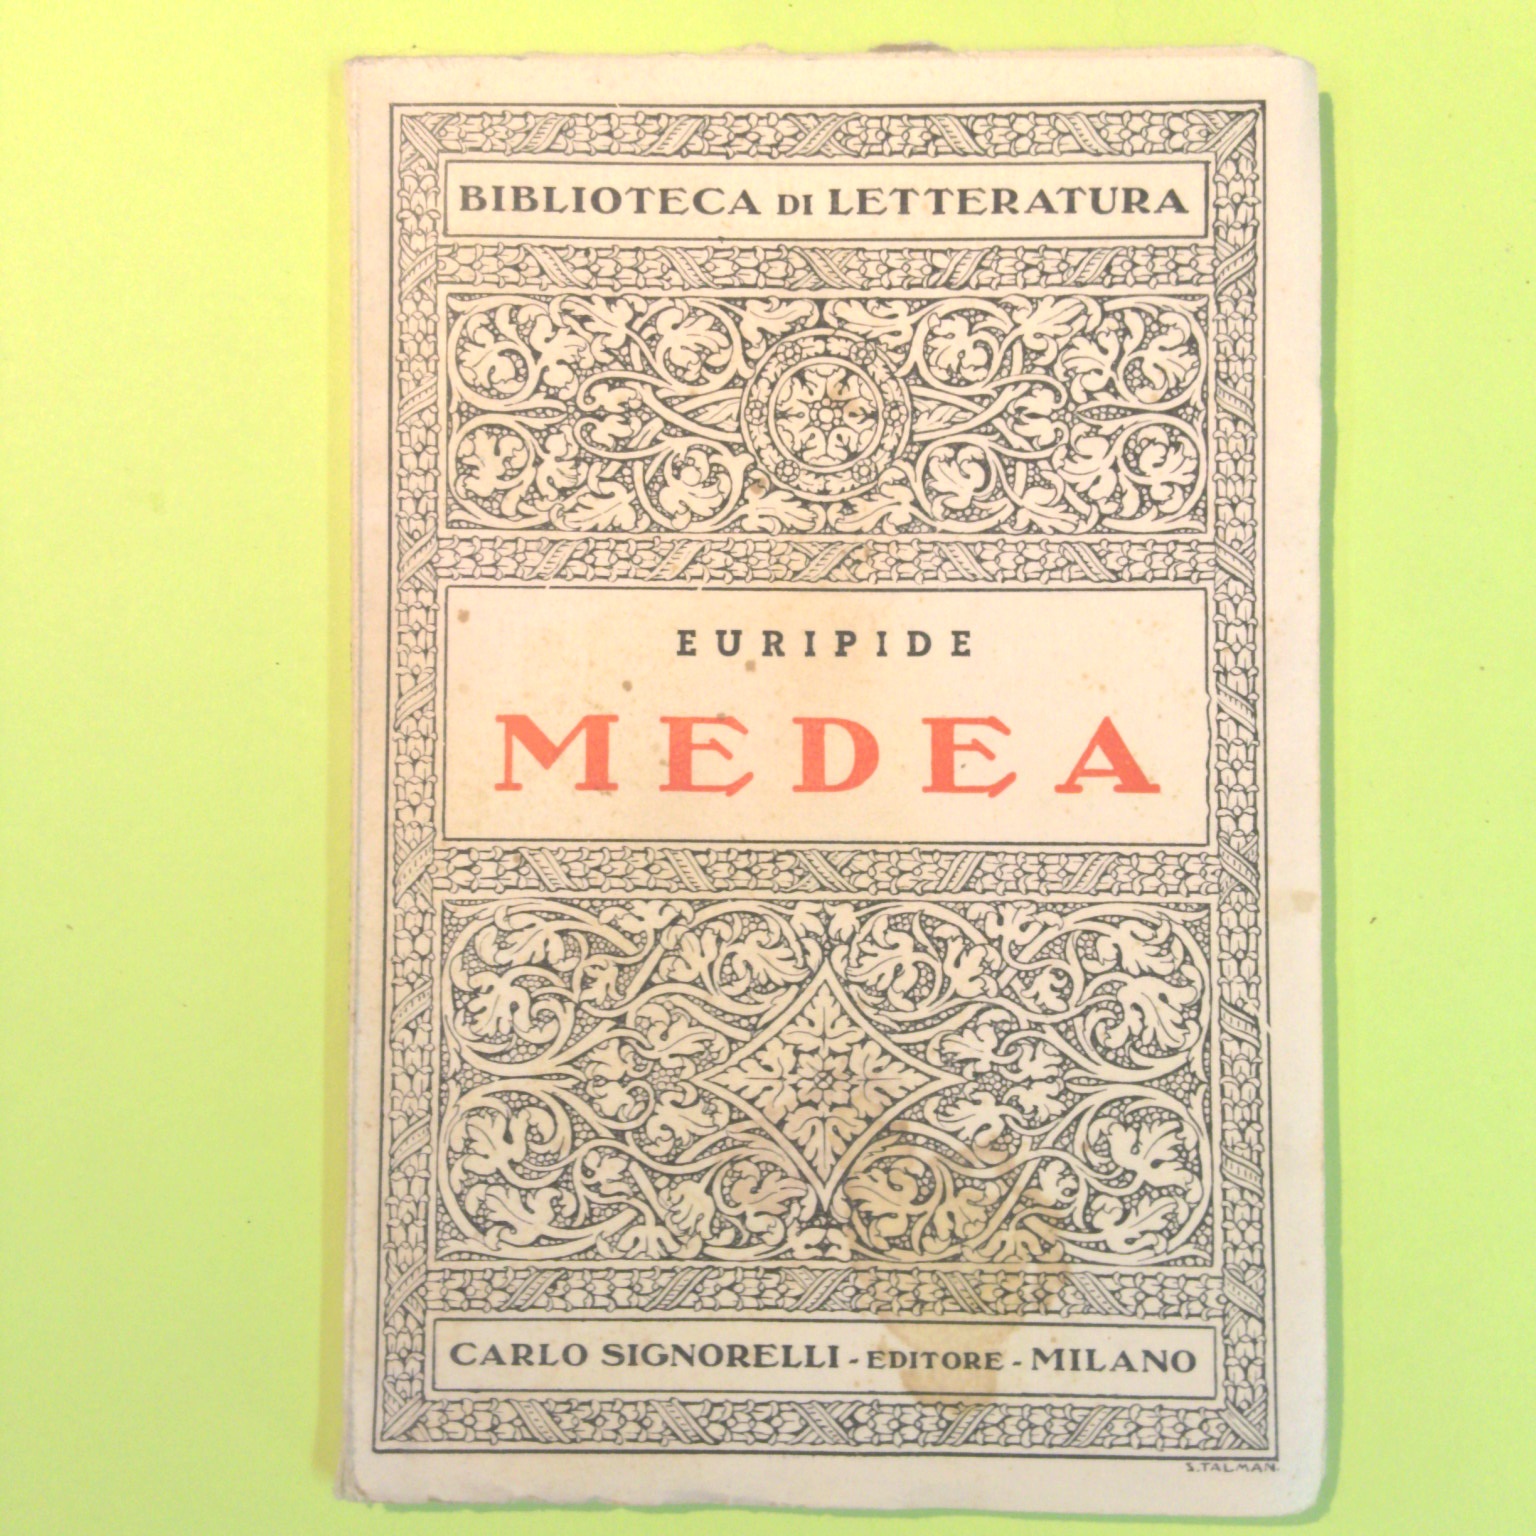 BIBLIOTECA DI LETTERATURA
EURIPIDE
MEDEA
CARLO SIGNORELLI - EDITORE - MILANO
S. TALMAN